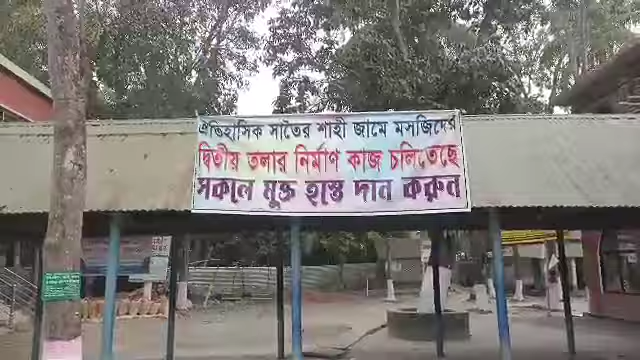 ঐতিহাসিক সাতৈর শাহী জামে মসজিদের
দ্বিতীয় তলার নির্মাণ কাজ চলিতেছে
সকলে মুক্ত হস্তে দান করুন